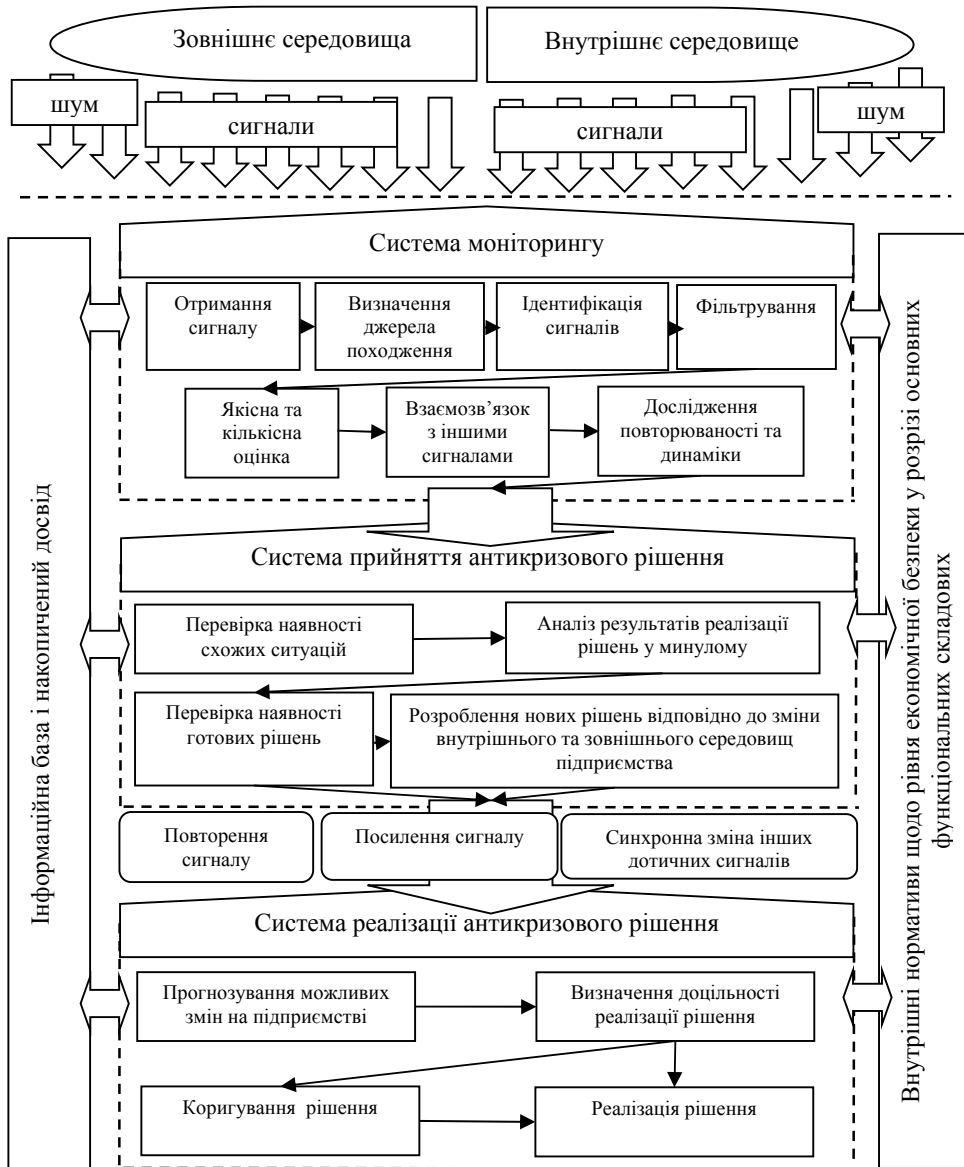 Зовнішнє середовища
Внутрішнє середовище
шум
сигнали
сигнали
шум
Система моніторингу
Отримання
сигналу
Визначення
джерела
походження
Ідентифікація
сигналів
Фільтрування
Якісна та
кількісна
оцінка
Взаємозв’язок
з іншими
сигналами
Дослідження
повторюваності та
динаміки
Система прийняття антикризового рішення
Перевірка наявності
схожих ситуацій
Аналіз результатів реалізації
рішень у минулому
Перевірка наявності
готових рішень
Розроблення нових рішень відповідно до зміни
внутрішнього та зовнішнього середовищ
підприємства
Повторення
сигналу
Посилення сигналу
Синхронна зміна інших
дотичних сигналів
Система реалізації антикризового рішення
Прогнозування можливих
змін на підприємстві
Визначення доцільності
реалізації рішення
Коригування рішення
Реалізація рішення
Інформаційна база і накопичений досвід
Внутрішні нормативи щодо рівня економічної безпеки у розрізі основних
функціональних складових